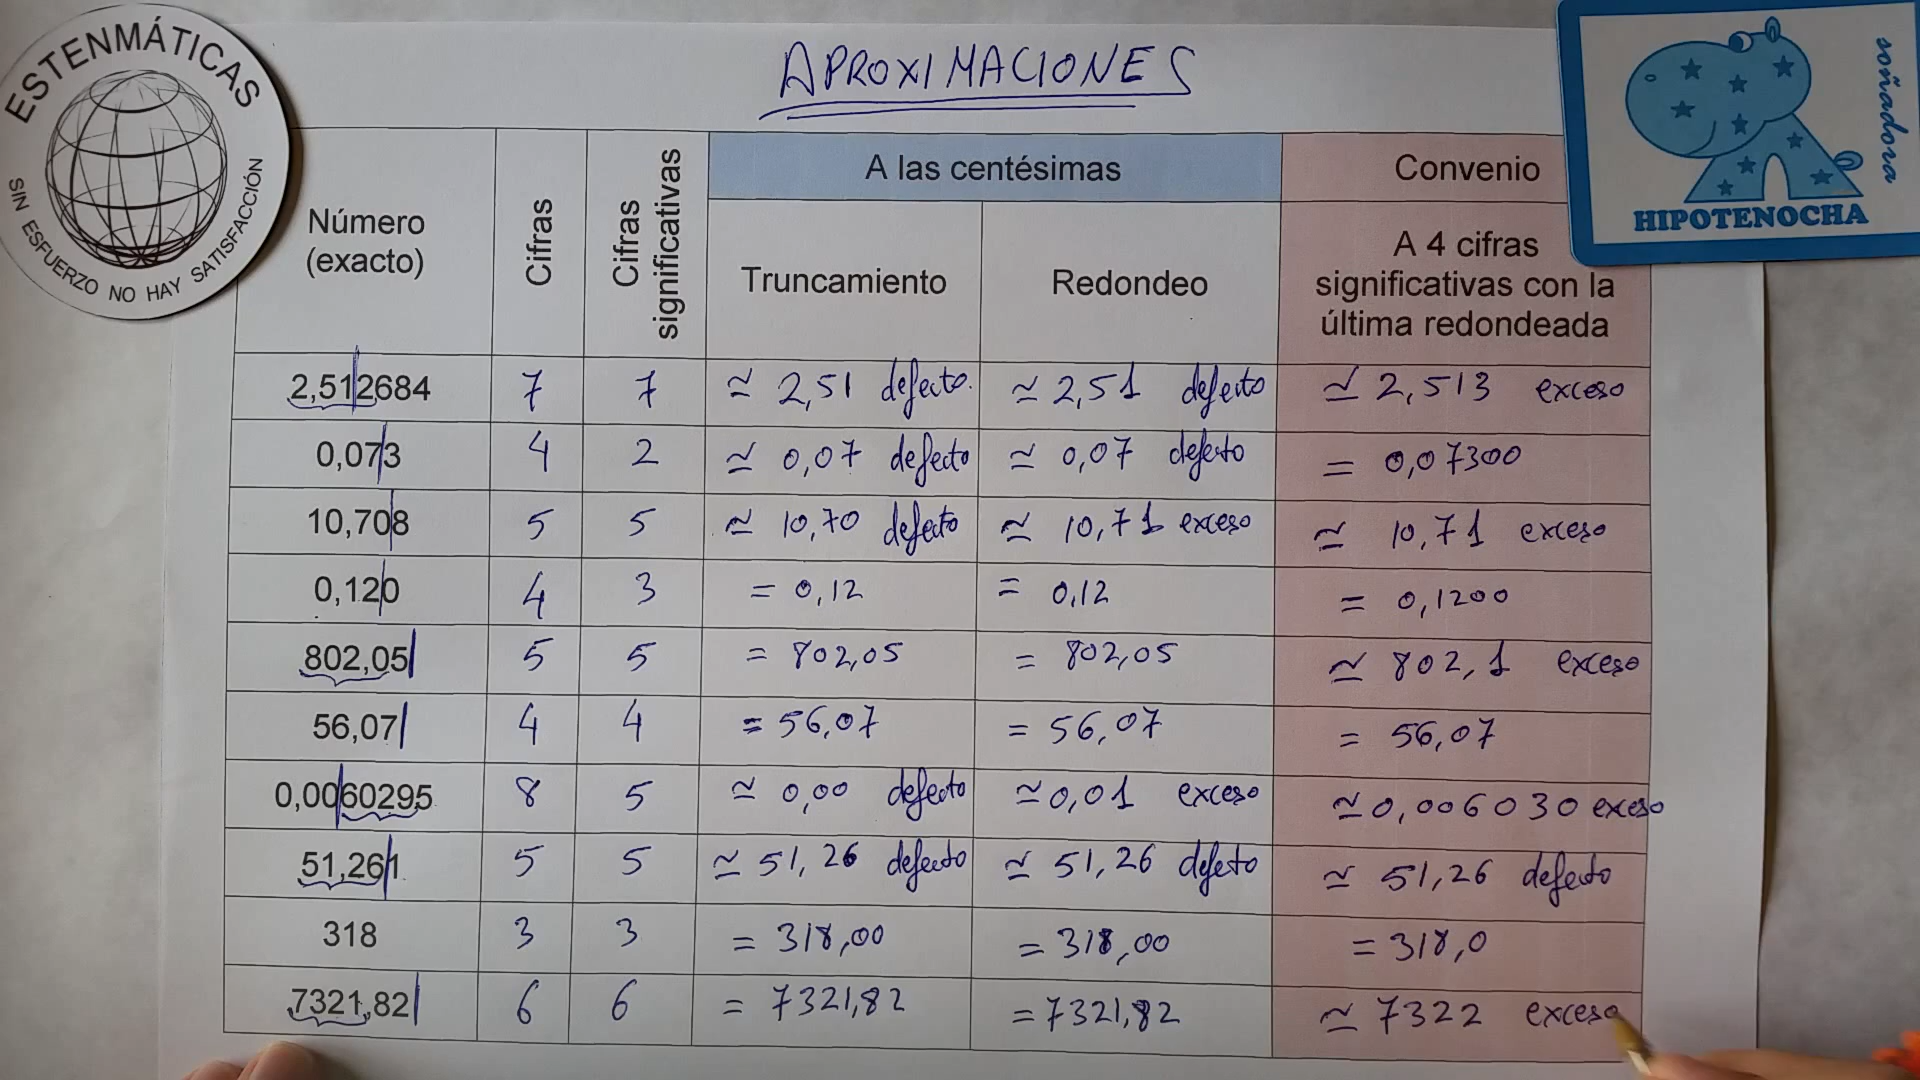 APROXIMACIONES
ESTENMÁTICAS
SIN ESFUERZO NO HAY SATISFACCIÓN
soñadora
HIPOTENOCHA
Número (exacto) Cifras Cifras significativas A las centésimas Convenio
Truncamiento Redondeo A 4 cifras significativas con la última redondeada
2,512684 7 7 ≃ 2,51 defecto. ≃ 2,51 defecto ≃ 2,513 exceso
0,073 4 2 ≃ 0,07 defecto ≃ 0,07 defecto = 0,07300
10,708 5 5 ≃ 10,70 defecto ≃ 10,71 exceso ≃ 10,71 exceso
0,120 4 3 = 0,12 = 0,12 = 0,1200
802,05 5 5 = 802,05 = 802,05 ≃ 802,1 exceso
56,07 4 4 = 56,07 = 56,07 = 56,07
0,0060295 8 5 ≃ 0,00 defecto ≃ 0,01 exceso ≃ 0,006030 exceso
51,261 5 5 ≃ 51,26 defecto ≃ 51,26 defecto ≃ 51,26 defecto
318 3 3 = 318,00 = 318,00 = 318,0
7321,82 6 6 = 7321,82 = 7321,82 ≃ 7322 exceso